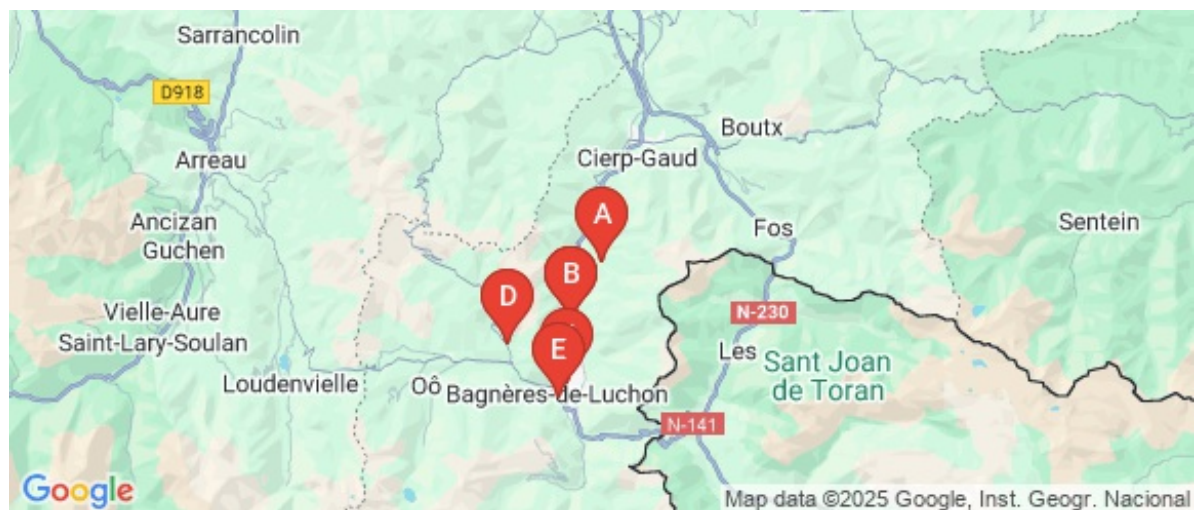 Sarrancolin
D918
Boutx
Arreau
Cierp-Gaud
A
Ancizan
Guchen
Fos
Sentein
B
D
Vielle-Aure
N-230
Saint-Lary-Soulan
E
Les
Sant Joan
de Toran
Loudenvielle
Oô
Bagnères-de-Luchon
N-141
Google
Map data ©2025 Google, Inst. Geogr. Nacional